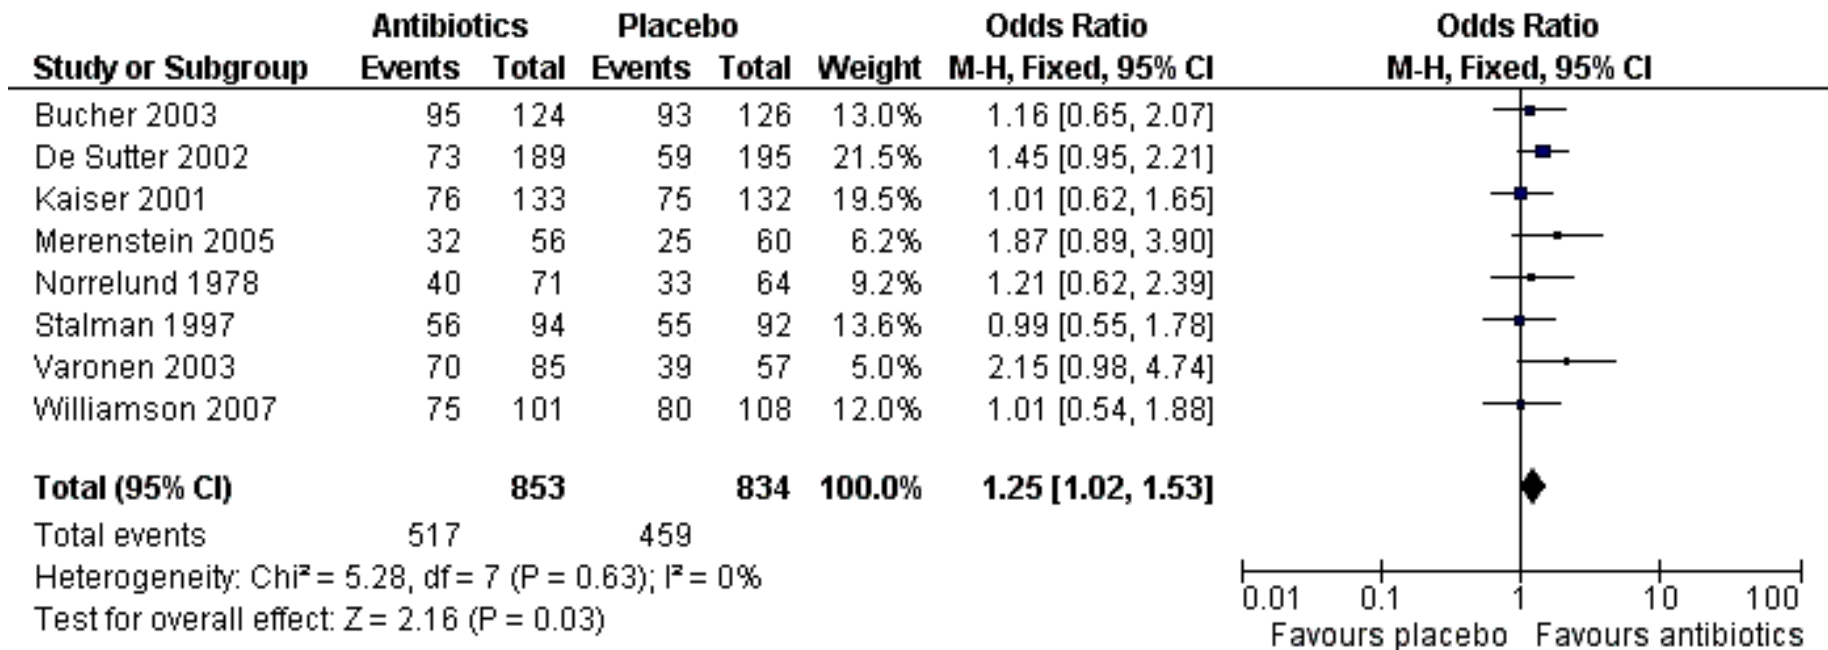 Antibiotics Placebo Odds Ratio Odds Ratio
Study or Subgroup Events Total Events Total Weight M-H, Fixed, 95% CI M-H, Fixed, 95% CI
Bucher 2003 95 124 93 126 13.0% 1.16 [0.65, 2.07]
De Sutter 2002 73 189 59 195 21.5% 1.45 [0.95, 2.21]
Kaiser 2001 76 133 75 132 19.5% 1.01 [0.62, 1.65]
Merenstein 2005 32 56 25 60 6.2% 1.87 [0.89, 3.90]
Norrelund 1978 40 71 33 64 9.2% 1.21 [0.62, 2.39]
Stalman 1997 56 94 55 92 13.6% 0.99 [0.55, 1.78]
Varonen 2003 70 85 39 57 5.0% 2.15 [0.98, 4.74]
Williamson 2007 75 101 80 108 12.0% 1.01 [0.54, 1.88]
Total (95% CI) 853 834 100.0% 1.25 [1.02, 1.53]
Total events 517 459
Heterogeneity: Chi² = 5.28, df = 7 (P = 0.63); I² = 0%
Test for overall effect: Z = 2.16 (P = 0.03)
0.01 0.1 1 10 100
Favours placebo Favours antibiotics